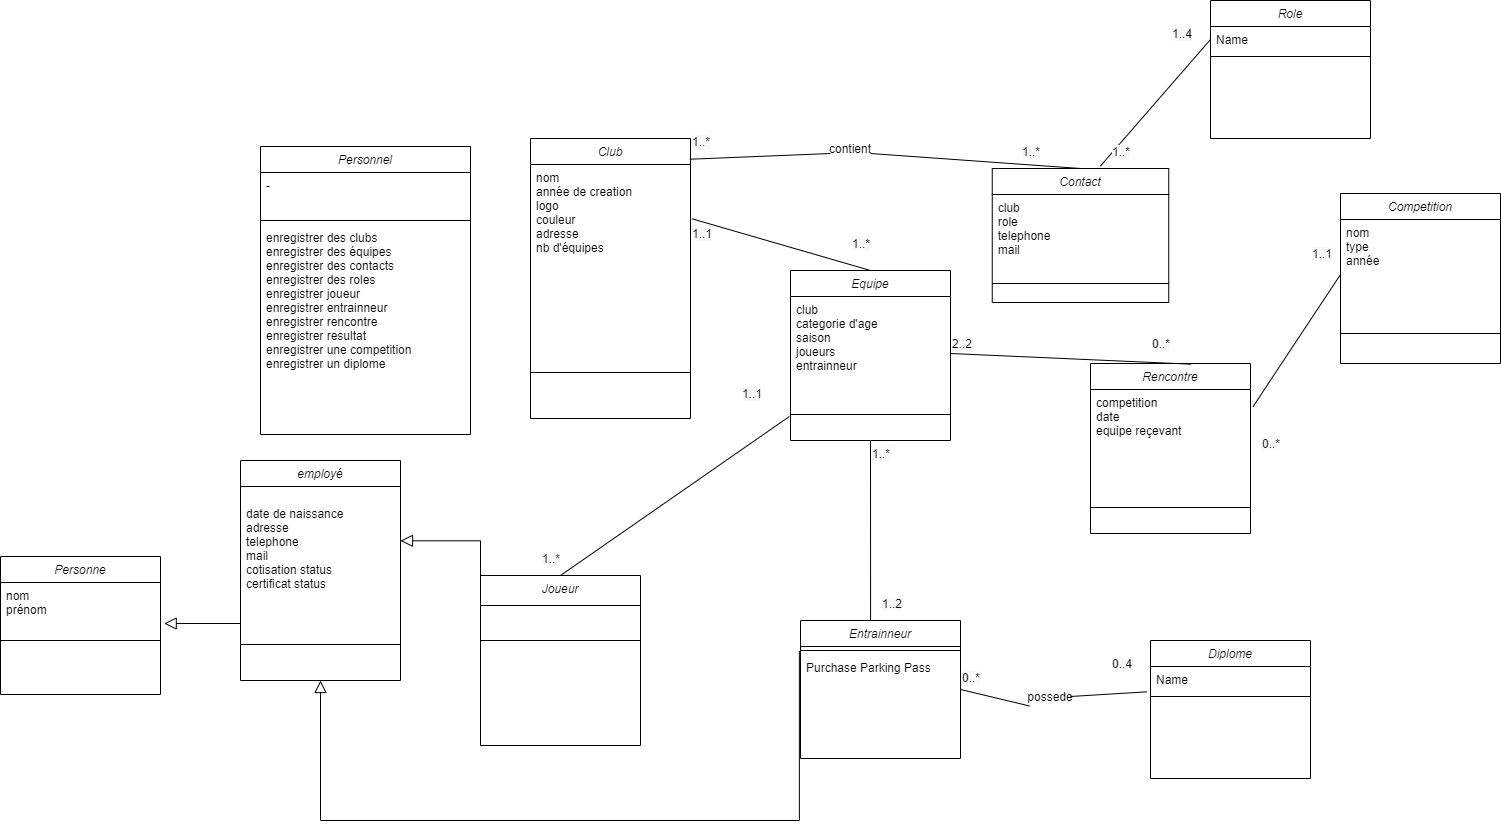 Role
1..4
Name
Club
1..*
contient
1..*
1..*
Personnel
-
enregistrer des clubs
enregistrer des équipes
enregistrer des contacts
enregistrer des roles
enregistrer joueur
enregistrer entrainneur
enregistrer rencontre
enregistrer resultat
enregistrer une competition
enregistrer un diplome
nom
année de creation
logo
couleur
adresse
nb d'équipes
1..1
1..*
Contact
club
role
telephone
mail
Competition
nom
type
année
1..1
Equipe
club
categorie d'age
saison
joueurs
entrainneur
2..2
0..*
Rencontre
competition
date
equipe reçevant
0..*
1..1
1..*
employé
date de naissance
adresse
telephone
mail
cotisation status
certificat status
Personne
nom
prénom
1..*
Joueur
1..2
Entrainneur
Purchase Parking Pass
0..*
possede
0..4
Diplome
Name